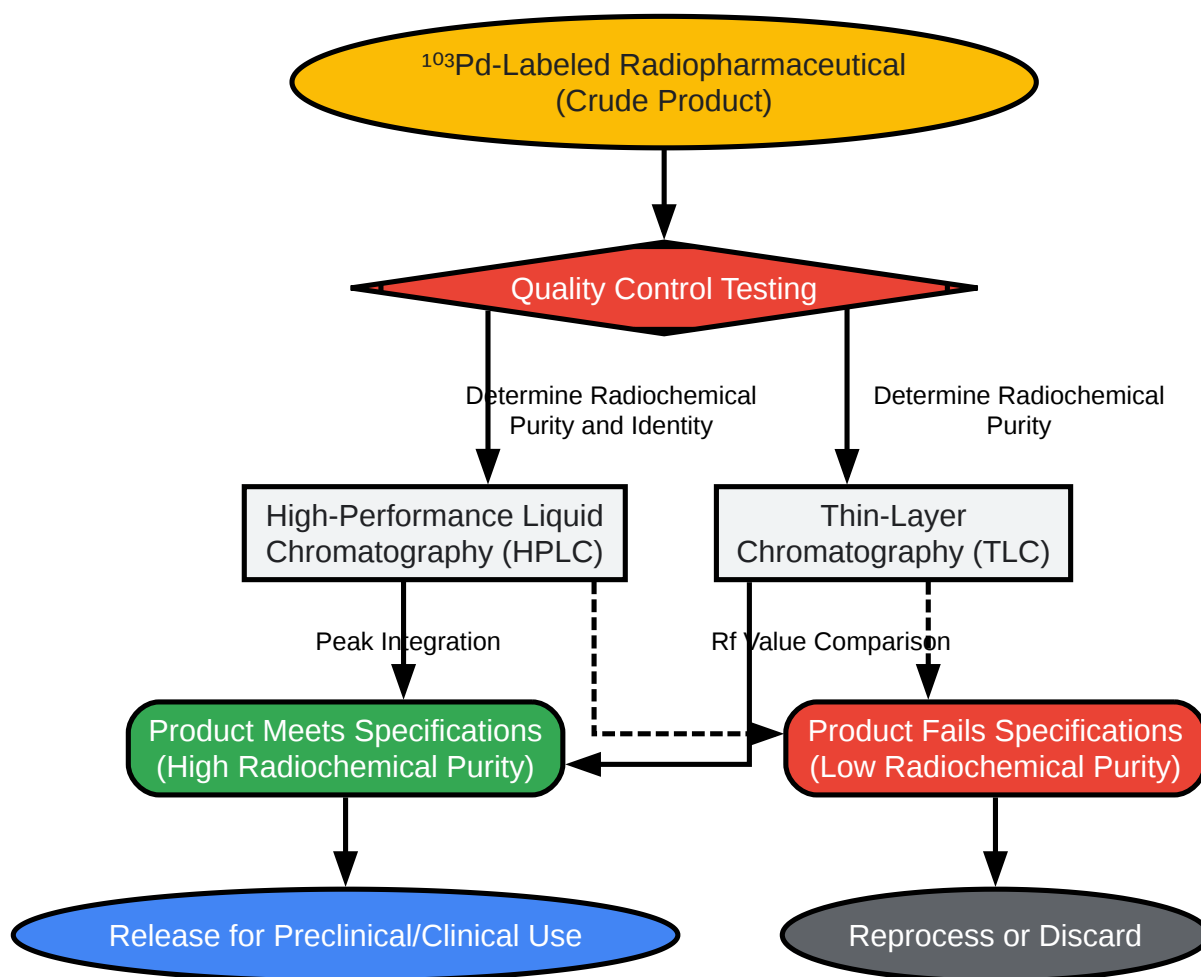 ¹⁰³Pd-Labeled Radiopharmaceutical
(Crude Product)
Quality Control Testing
Determine Radiochemical
Purity and Identity
Determine Radiochemical
Purity
High-Performance Liquid
Chromatography (HPLC)
Thin-Layer
Chromatography (TLC)
Peak Integration
Rf Value Comparison
Product Meets Specifications
(High Radiochemical Purity)
Product Fails Specifications
(Low Radiochemical Purity)
Release for Preclinical/Clinical Use
Reprocess or Discard